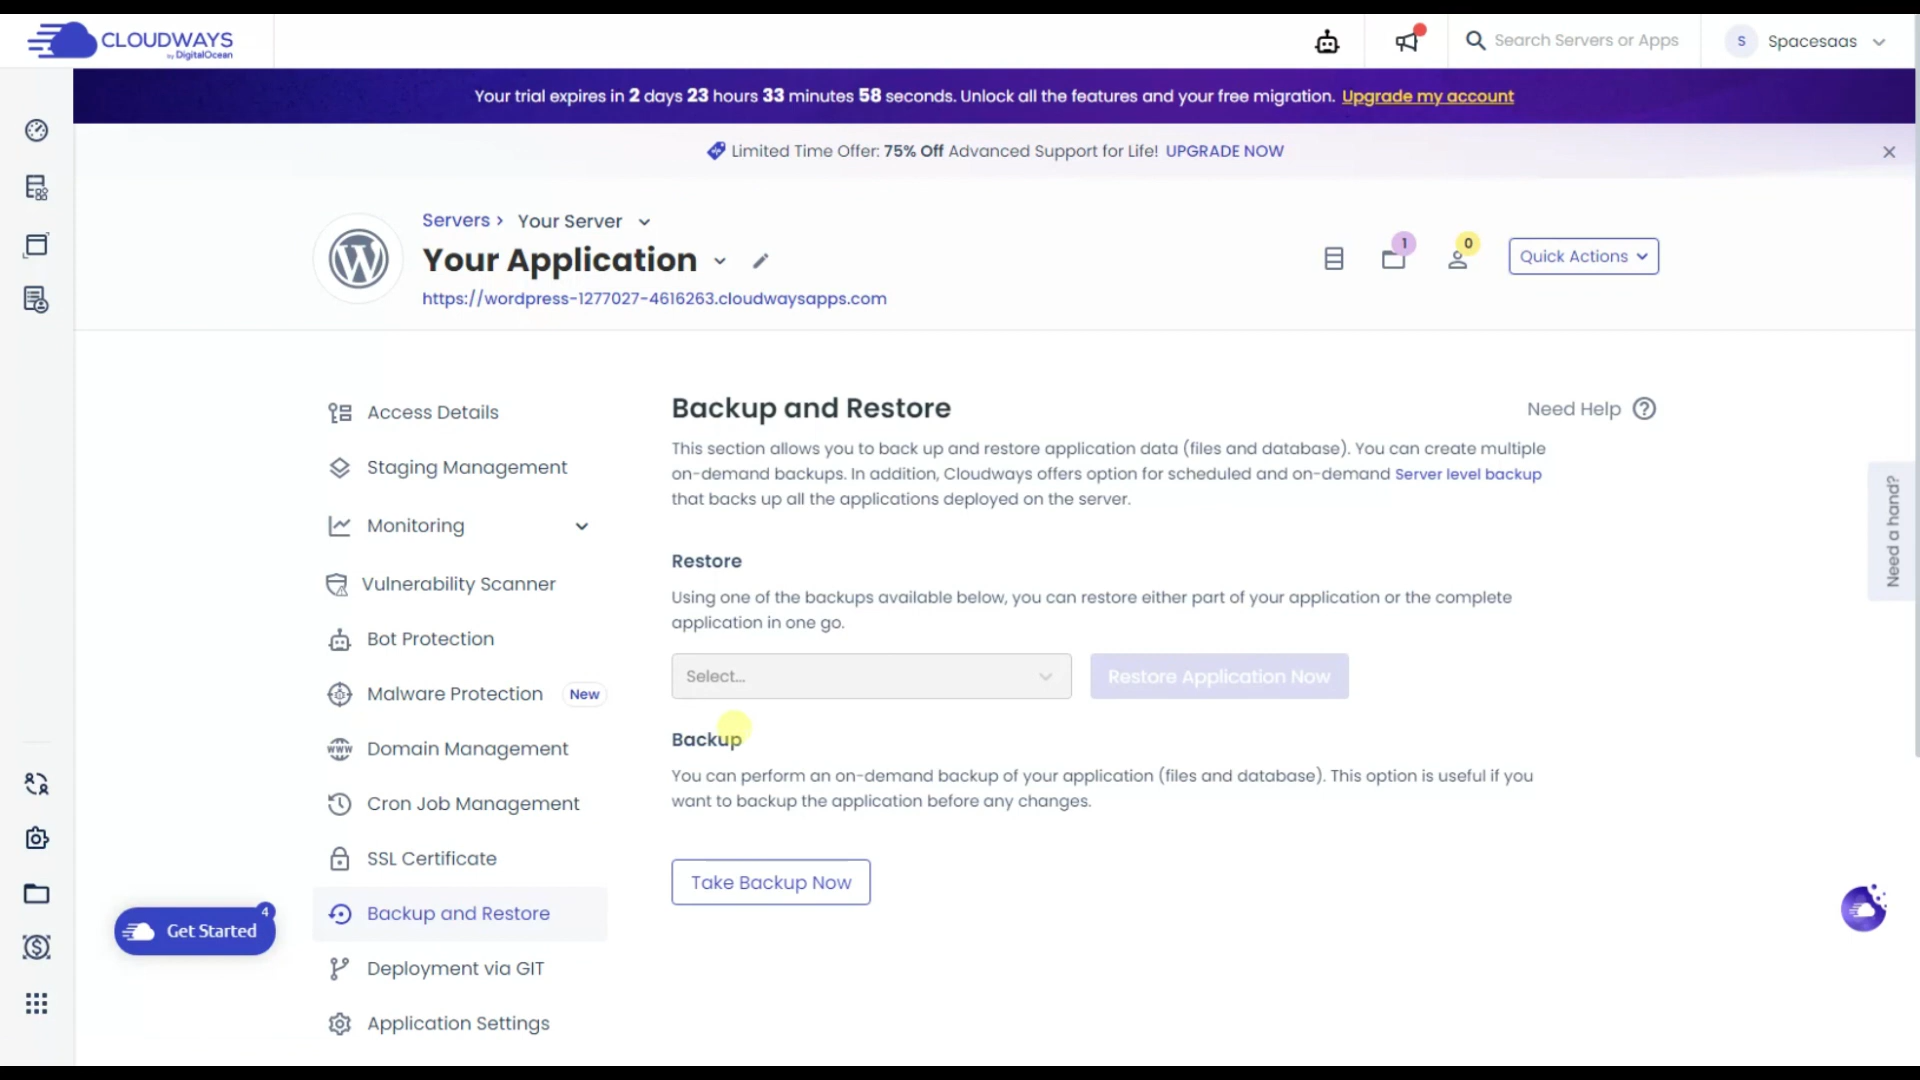 CLOUDWAYS
by DigitalOcean
Search Servers or Apps
S
Spacesaas
Your trial expires in 2 days 23 hours 33 minutes 58 seconds. Unlock all the features and your free migration. Upgrade my account
Limited Time Offer: 75% Off Advanced Support for Life! UPGRADE NOW
Servers › Your Server
Your Application
https://wordpress-1277027-4616263.cloudwaysapps.com
1
0
Quick Actions
Access Details
Staging Management
Monitoring
Vulnerability Scanner
Bot Protection
Malware Protection New
Domain Management
Cron Job Management
SSL Certificate
Backup and Restore
Deployment via GIT
Application Settings
Backup and Restore
Need Help
This section allows you to back up and restore application data (files and database). You can create multiple
on-demand backups. In addition, Cloudways offers option for scheduled and on-demand Server level backup
that backs up all the applications deployed on the server.
Restore
Using one of the backups available below, you can restore either part of your application or the complete
application in one go.
Select...
Restore Application Now
Backup
You can perform an on-demand backup of your application (files and database). This option is useful if you
want to backup the application before any changes.
Take Backup Now
Need a hand?
Get Started
4
WWW